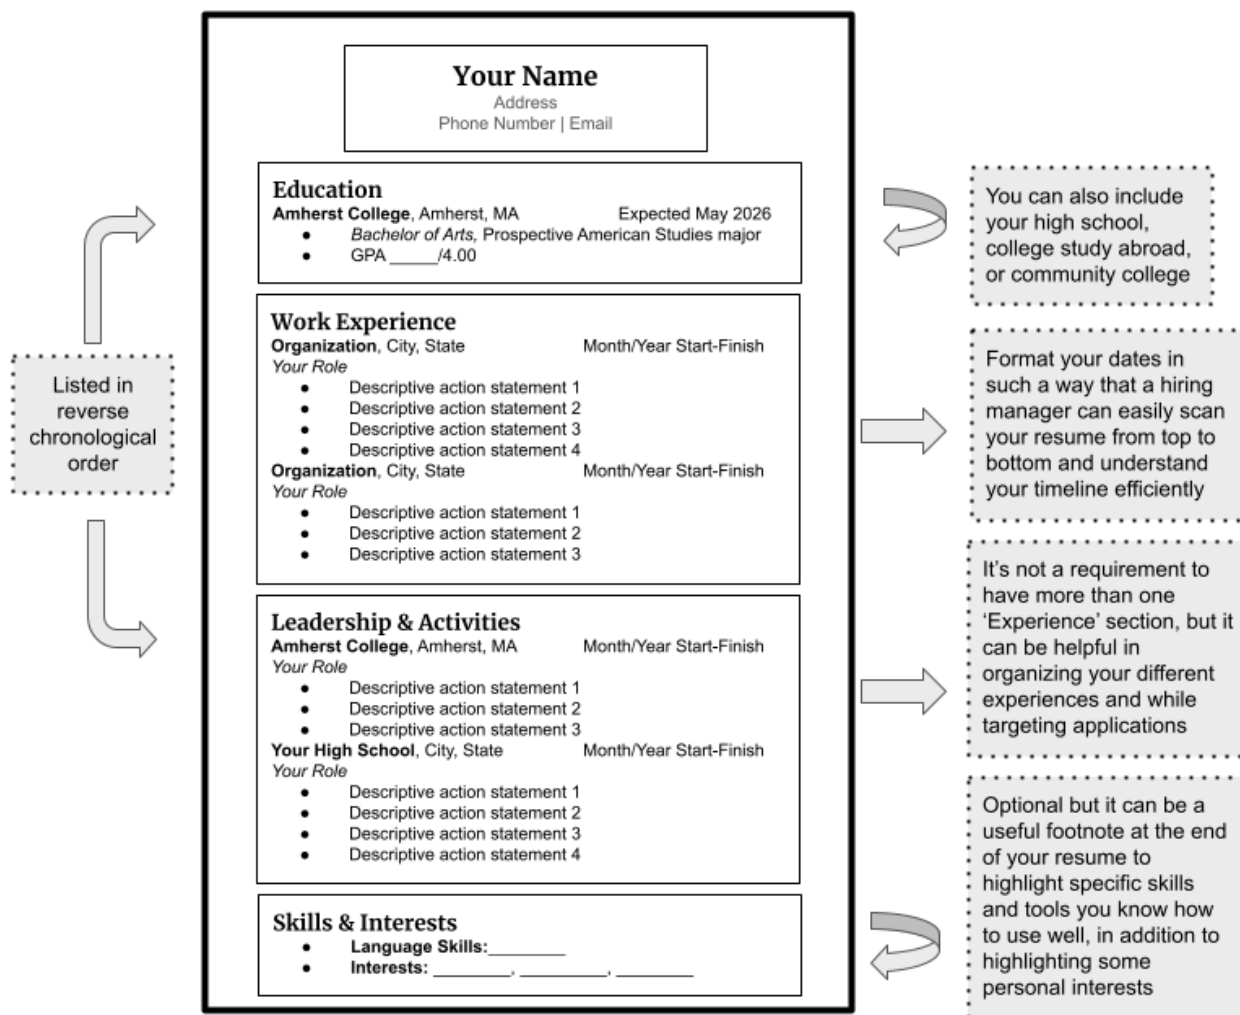 Your Name
Address
Phone Number | Email
Education
Amherst College, Amherst, MA Expected May 2026
● Bachelor of Arts, Prospective American Studies major
● GPA _____/4.00
Work Experience
Organization, City, State Month/Year Start-Finish
Your Role
● Descriptive action statement 1
● Descriptive action statement 2
● Descriptive action statement 3
● Descriptive action statement 4
Organization, City, State Month/Year Start-Finish
Your Role
● Descriptive action statement 1
● Descriptive action statement 2
● Descriptive action statement 3
Leadership & Activities
Amherst College, Amherst, MA Month/Year Start-Finish
Your Role
● Descriptive action statement 1
● Descriptive action statement 2
● Descriptive action statement 3
Your High School, City, State Month/Year Start-Finish
Your Role
● Descriptive action statement 1
● Descriptive action statement 2
● Descriptive action statement 3
● Descriptive action statement 4
Skills & Interests
● Language Skills:________
● Interests: ________, _________, ________
Listed in
reverse
chronological
order
You can also include
your high school,
college study abroad,
or community college
Format your dates in
such a way that a hiring
manager can easily scan
your resume from top to
bottom and understand
your timeline efficiently
It's not a requirement to
have more than one
'Experience' section, but it
can be helpful in
organizing your different
experiences and while
targeting applications
Optional but it can be a
useful footnote at the end
of your resume to
highlight specific skills
and tools you know how
to use well, in addition to
highlighting some
personal interests